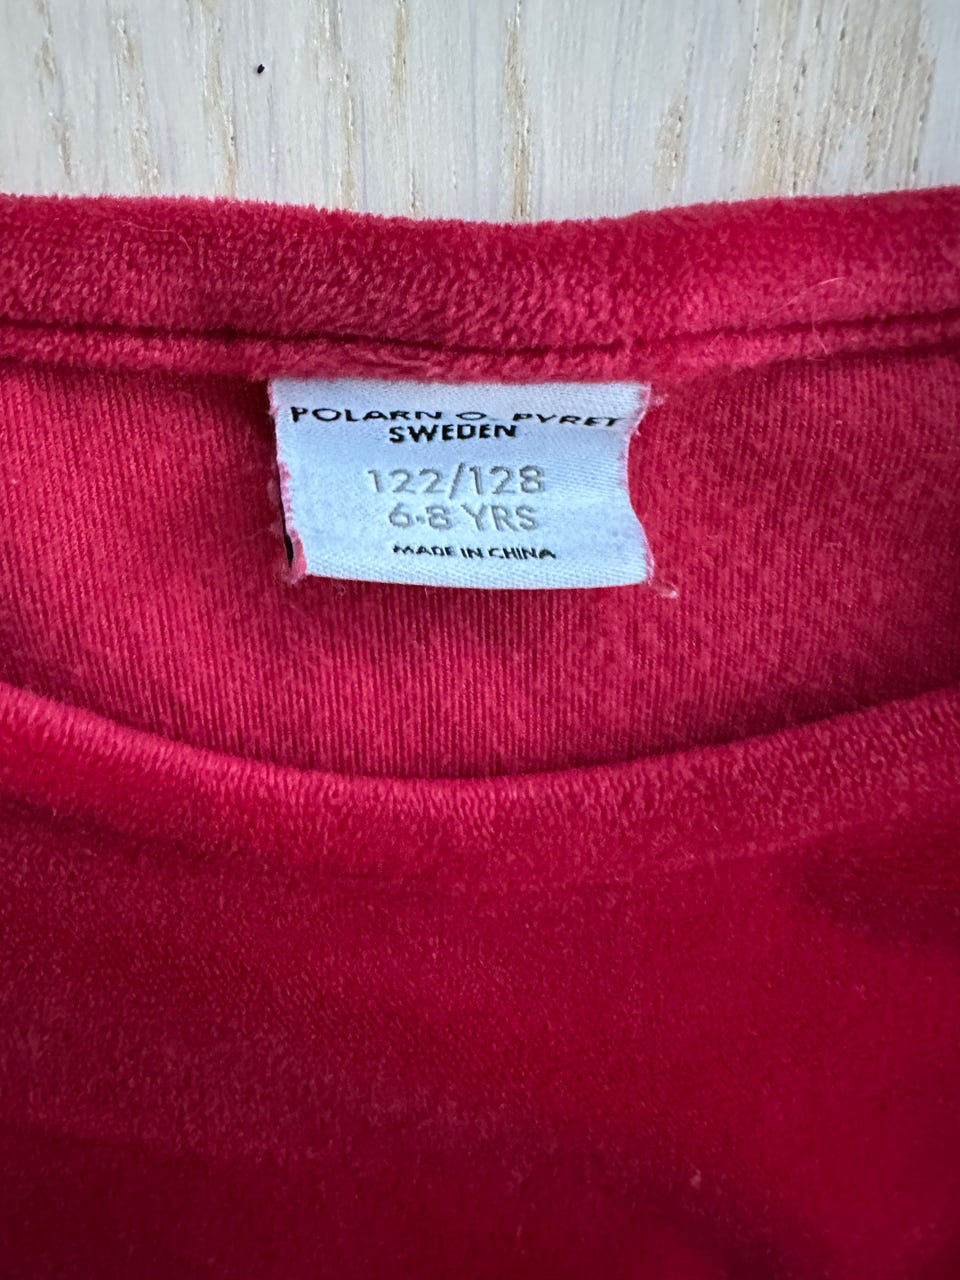 POLARN O. PYRET
SWEDEN
122/128
6-8 YRS
MADE IN CHINA